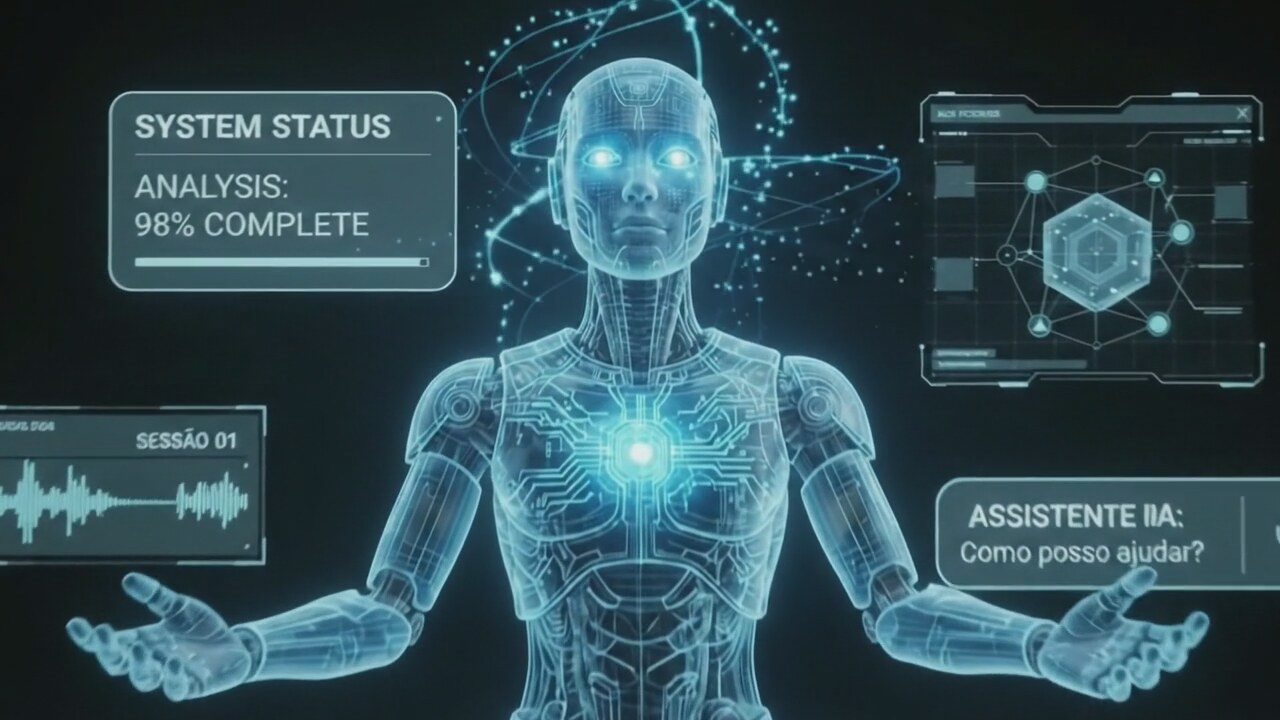 SYSTEM STATUS
ANALYSIS:
98% COMPLETE
SESSÃO 01
ASSISTENTE IIA:
Como posso ajudar?